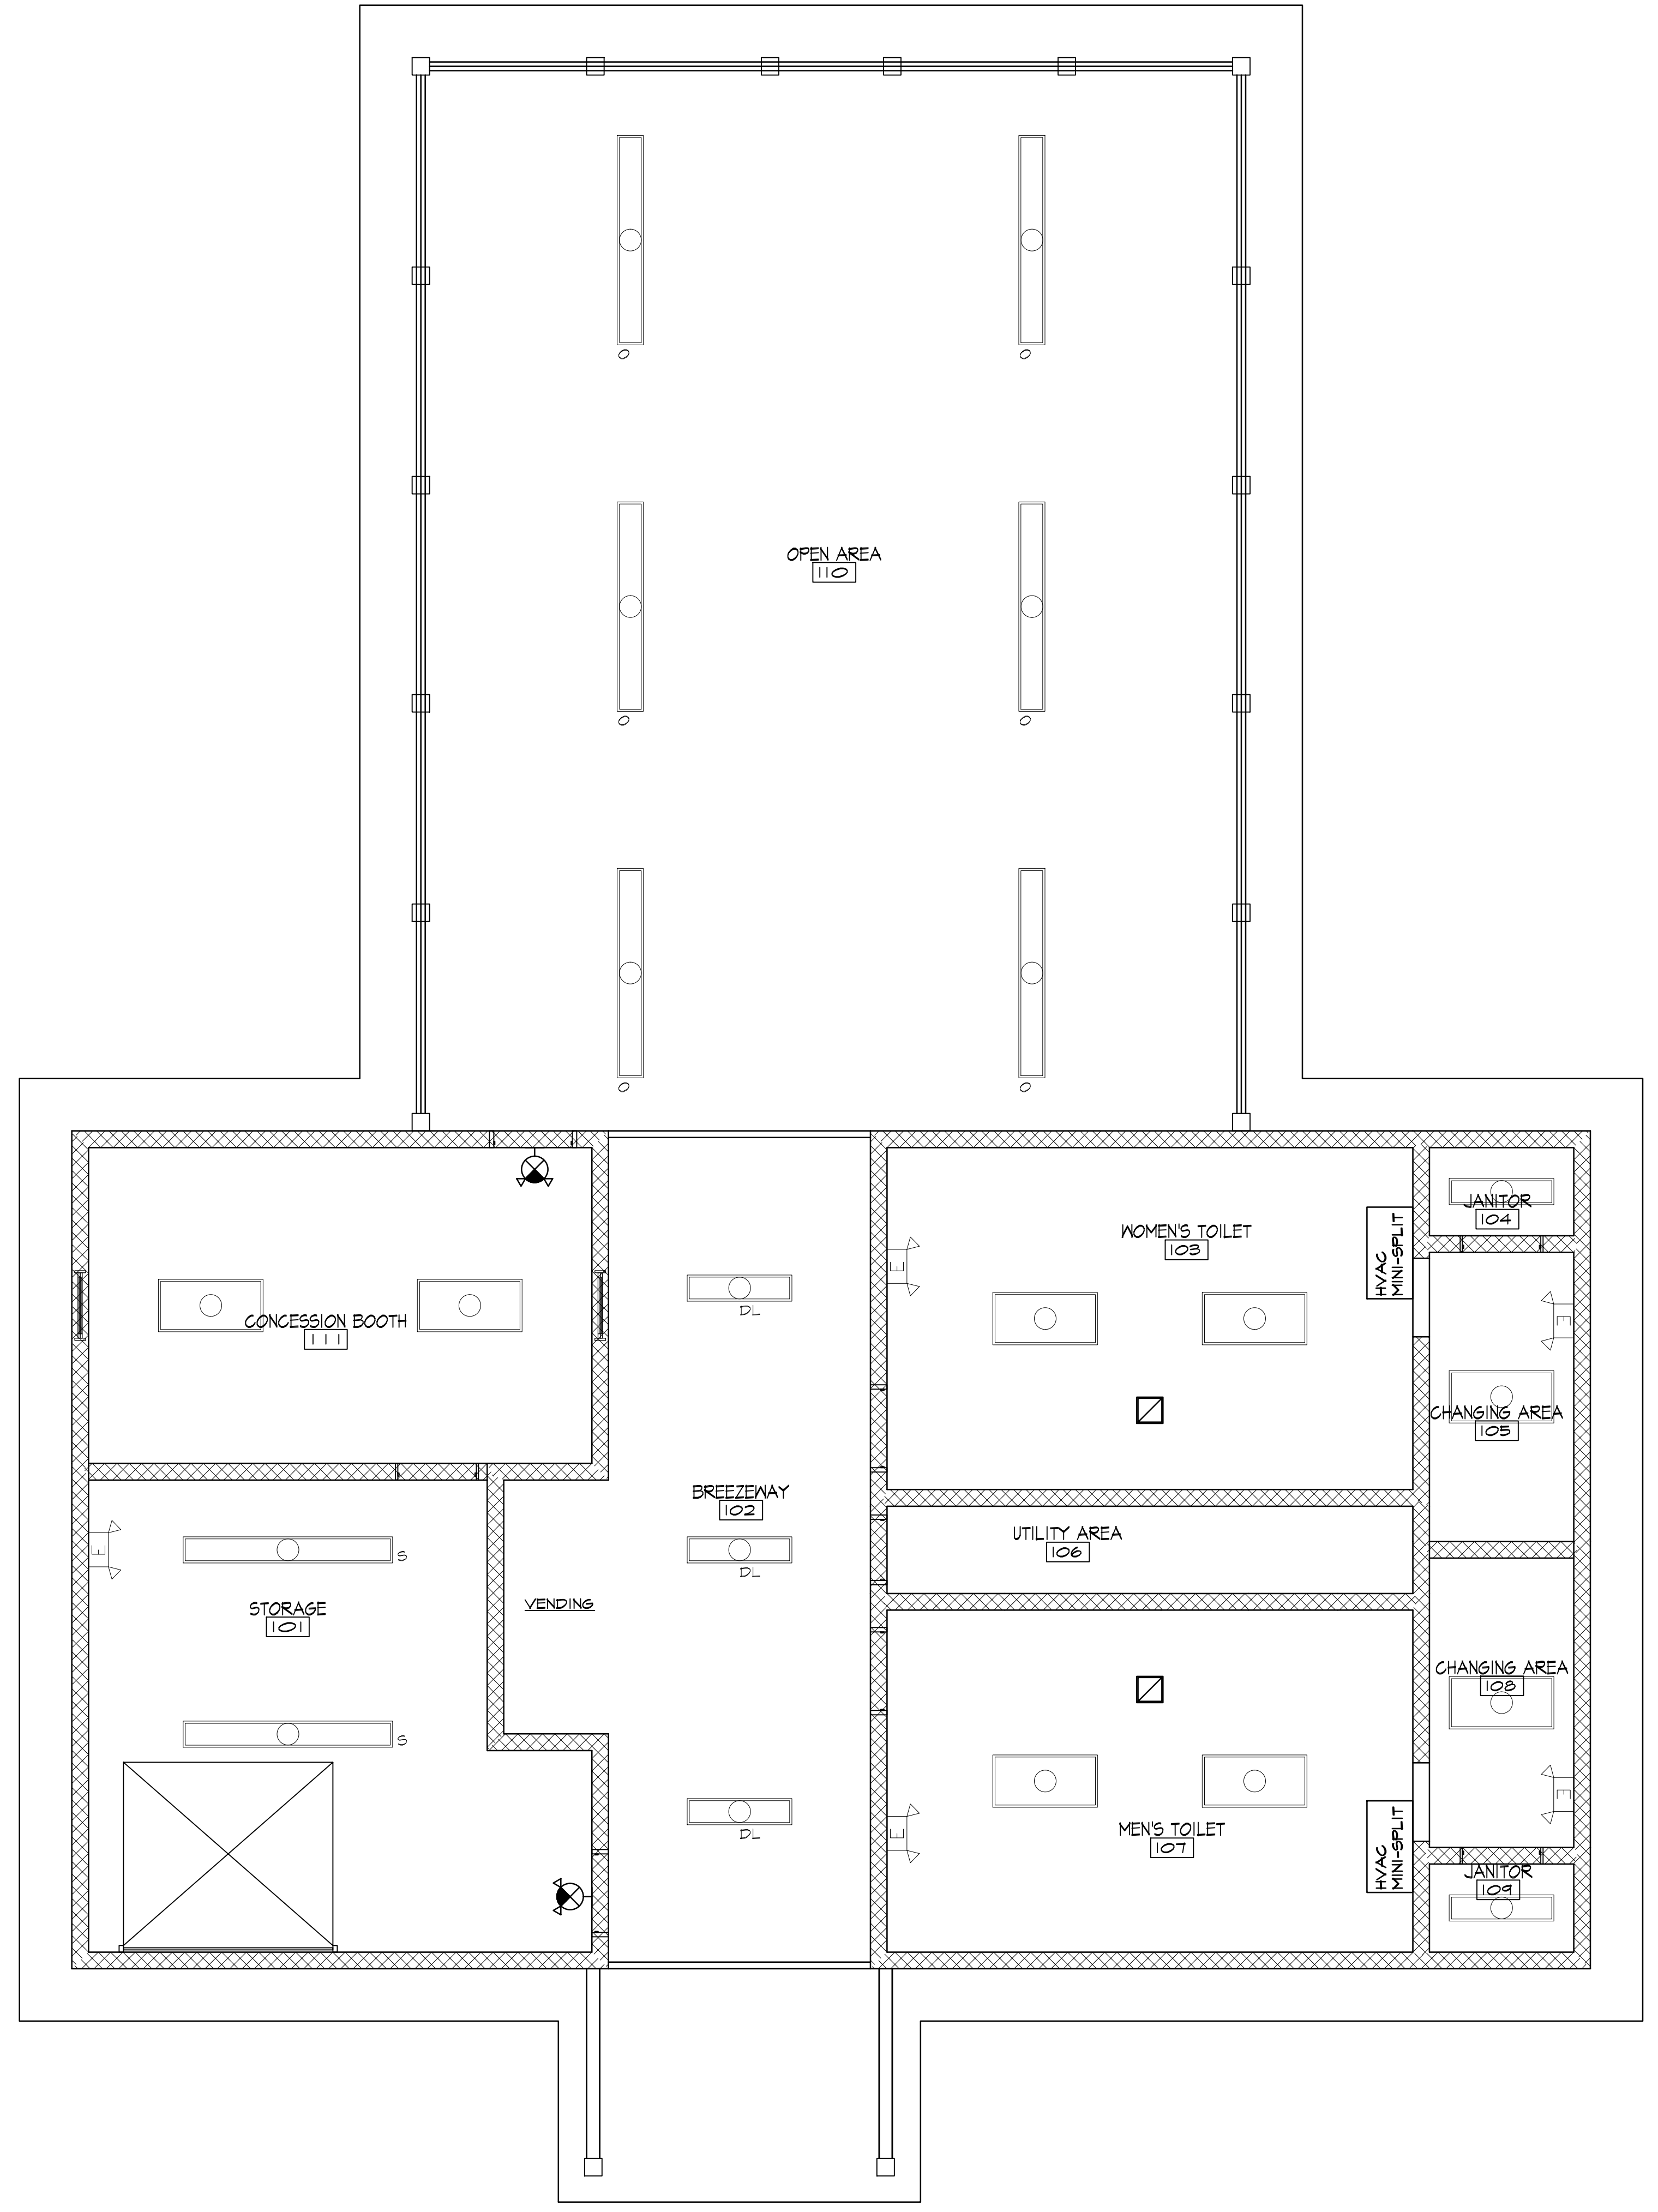 O
O
OPEN AREA
110
O
O
O
O
JANITOR
104
WOMEN'S TOILET
103
HVAC
MINI-SPLIT
E
E
DL
CONCESSION BOOTH
111
CHANGING AREA
105
BREEZEWAY
102
UTILITY AREA
106
E
S
DL
VENDING
STORAGE
101
CHANGING AREA
108
S
E
MEN'S TOILET
107
HVAC
MINI-SPLIT
E
DL
JANITOR
109